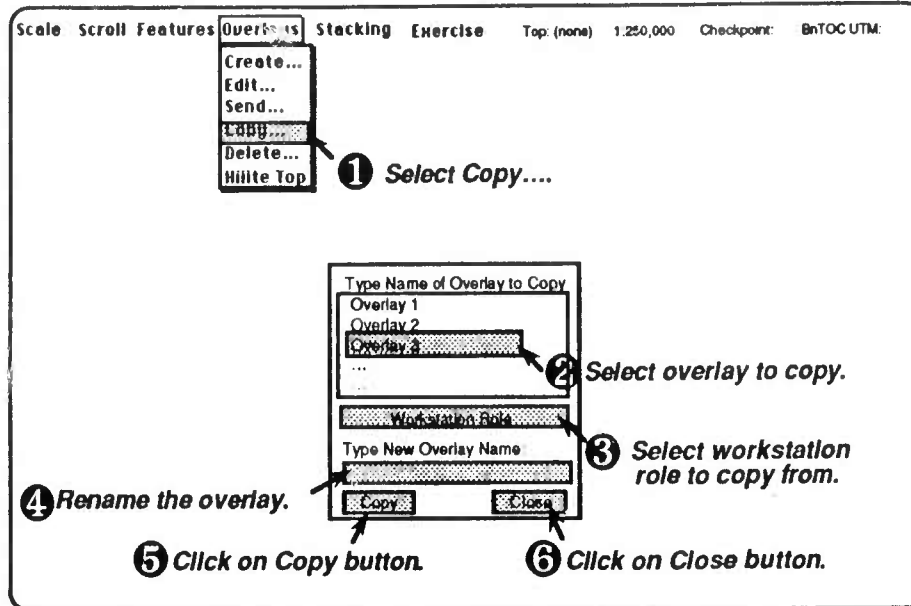 Scale Scroll Features Overlays Stacking Exercise Top: (none) 1:250,000 Checkpoint: BnTOC UTM:
Create...
Edit...
Send...
Copy...
Delete...
Hilite Top
1 Select Copy....
Type Name of Overlay to Copy
Overlay 1
Overlay 2
Overlay 3
...
2 Select overlay to copy.
Workstation Role
3 Select workstation
role to copy from.
Type New Overlay Name
4 Rename the overlay.
Copy Close
5 Click on Copy button.
6 Click on Close button.